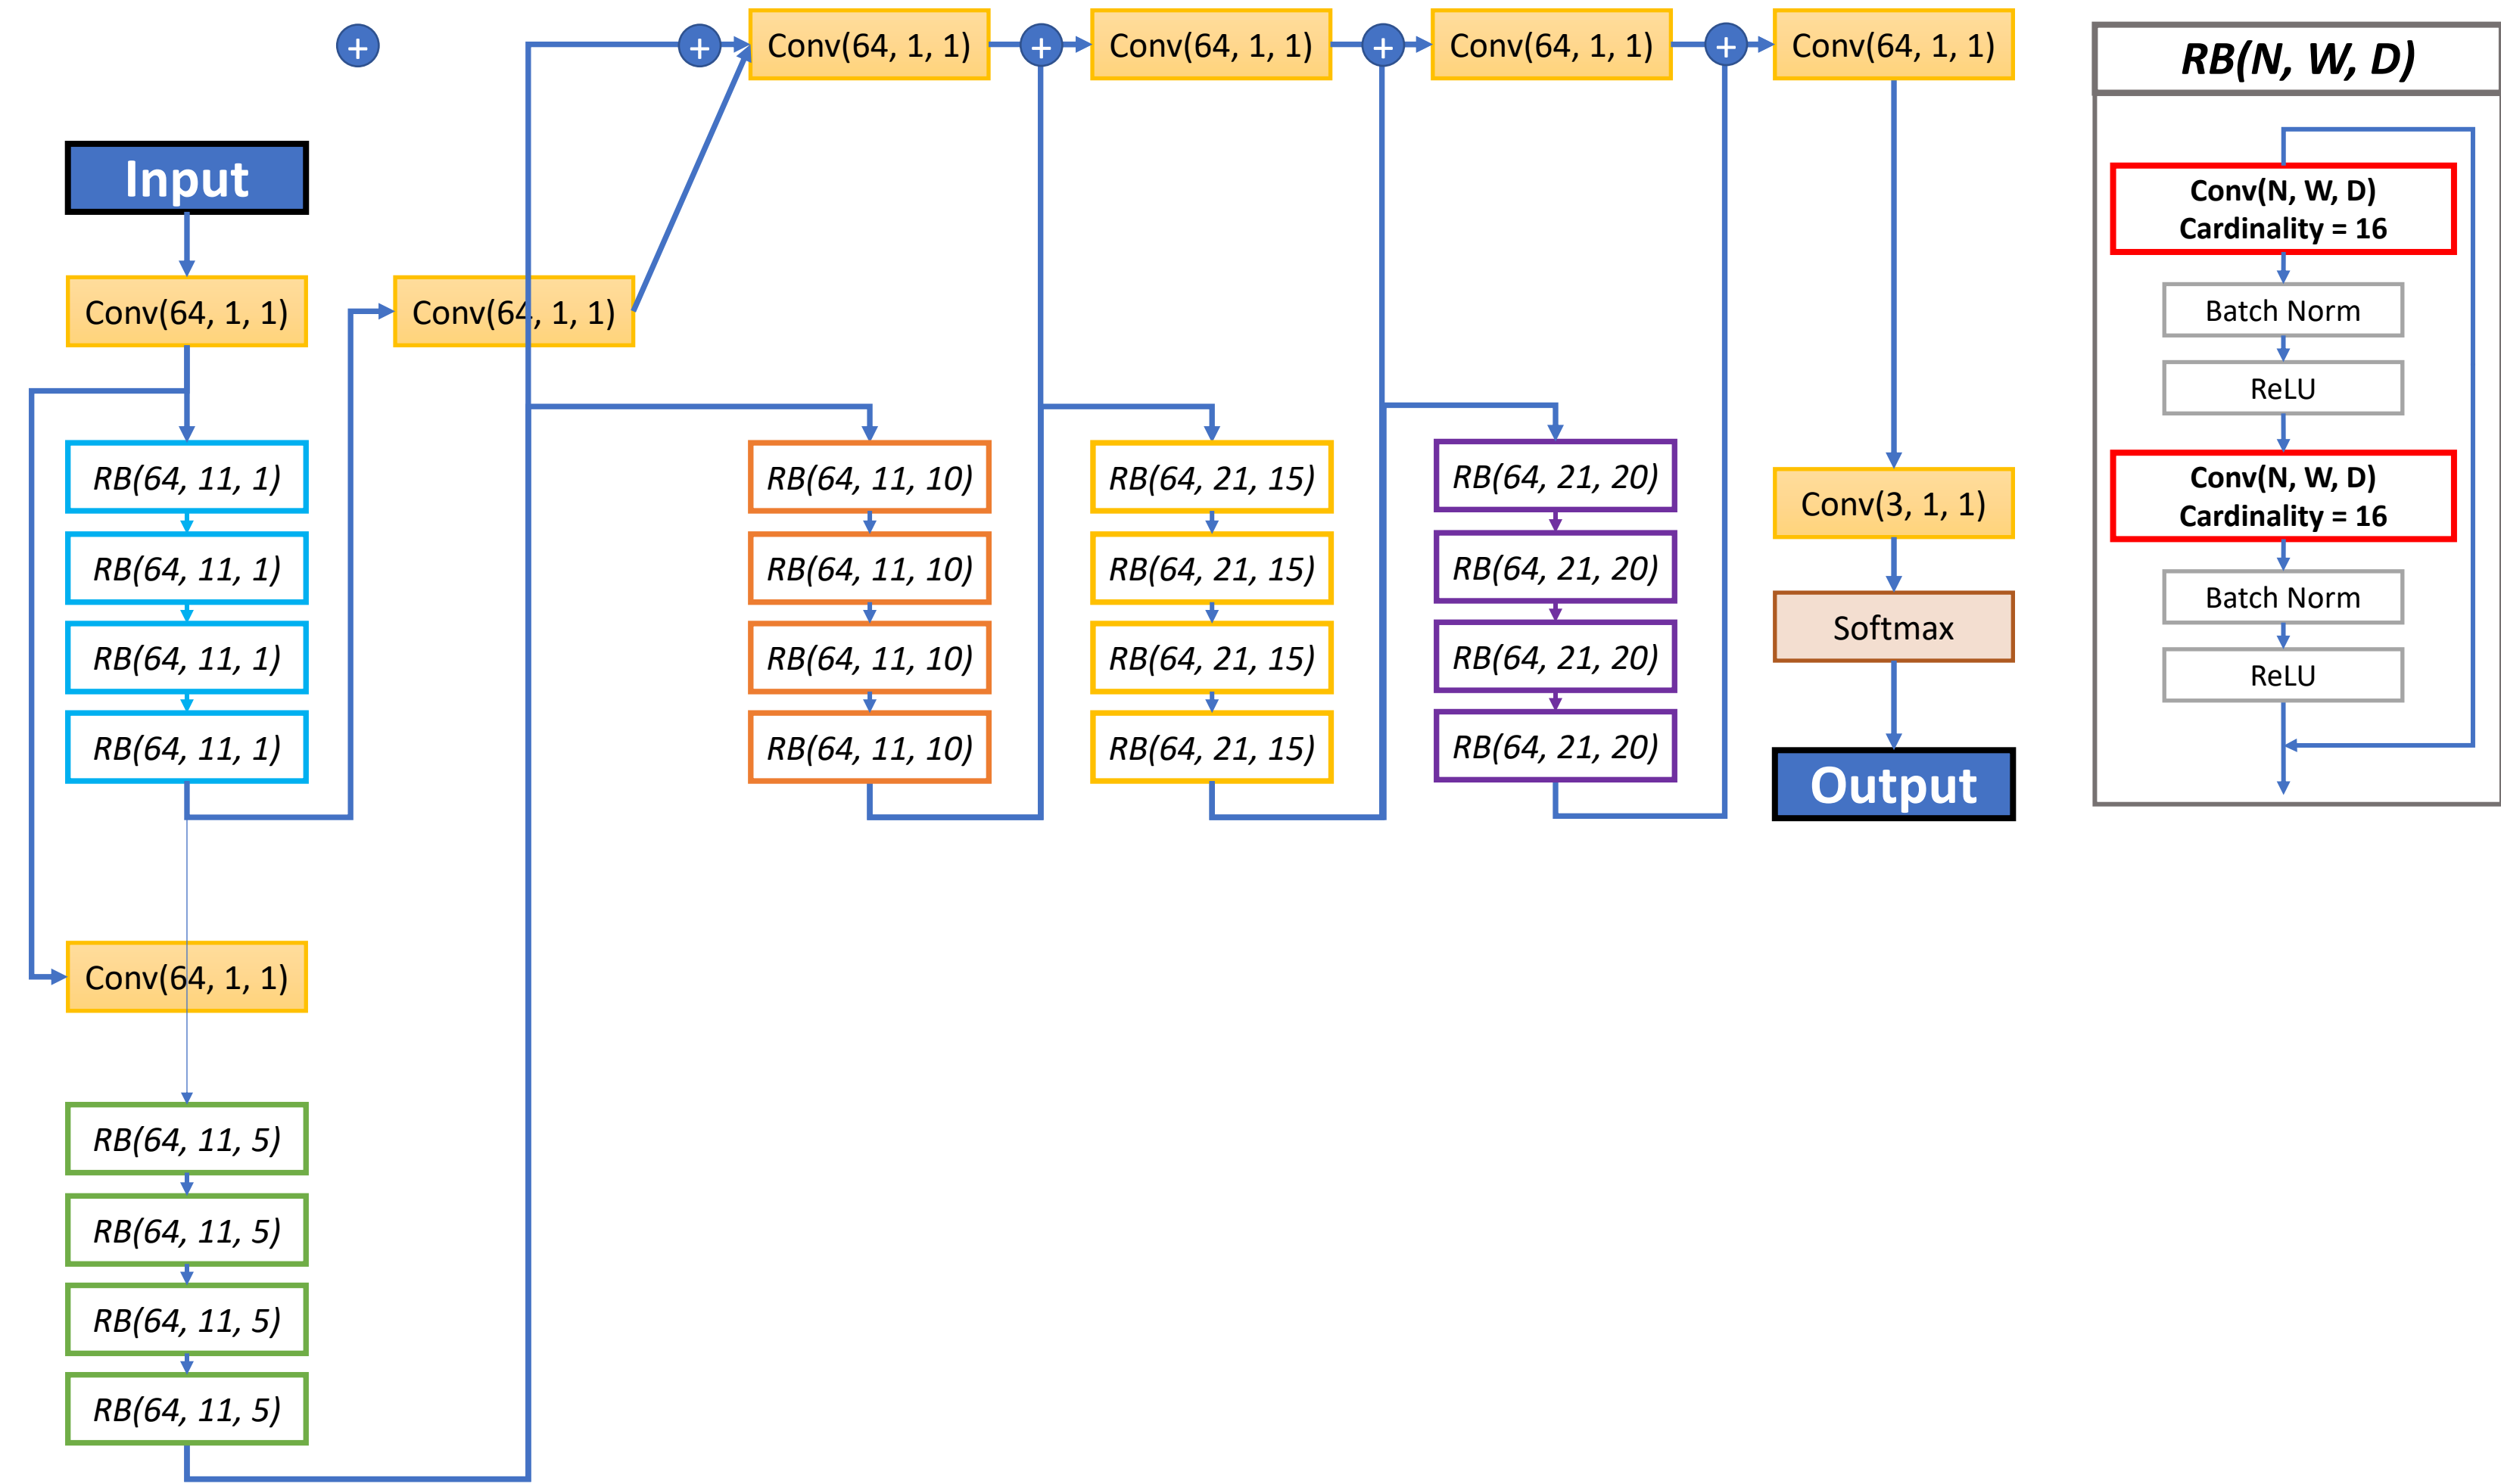 +
+
Conv(64, 1, 1)
+
Conv(64, 1, 1)
+
Conv(64, 1, 1)
+
Conv(64, 1, 1)
Input
Conv(64, 1, 1)
Conv(64, 1, 1)
RB(64, 11, 1)
RB(64, 11, 1)
RB(64, 11, 1)
RB(64, 11, 1)
Conv(64, 1, 1)
RB(64, 11, 5)
RB(64, 11, 5)
RB(64, 11, 5)
RB(64, 11, 5)
RB(64, 11, 10)
RB(64, 11, 10)
RB(64, 11, 10)
RB(64, 11, 10)
RB(64, 21, 15)
RB(64, 21, 15)
RB(64, 21, 15)
RB(64, 21, 15)
RB(64, 21, 20)
RB(64, 21, 20)
RB(64, 21, 20)
RB(64, 21, 20)
Conv(3, 1, 1)
Softmax
Output
RB(N, W, D)
Conv(N, W, D)
Cardinality = 16
Batch Norm
ReLU
Conv(N, W, D)
Cardinality = 16
Batch Norm
ReLU